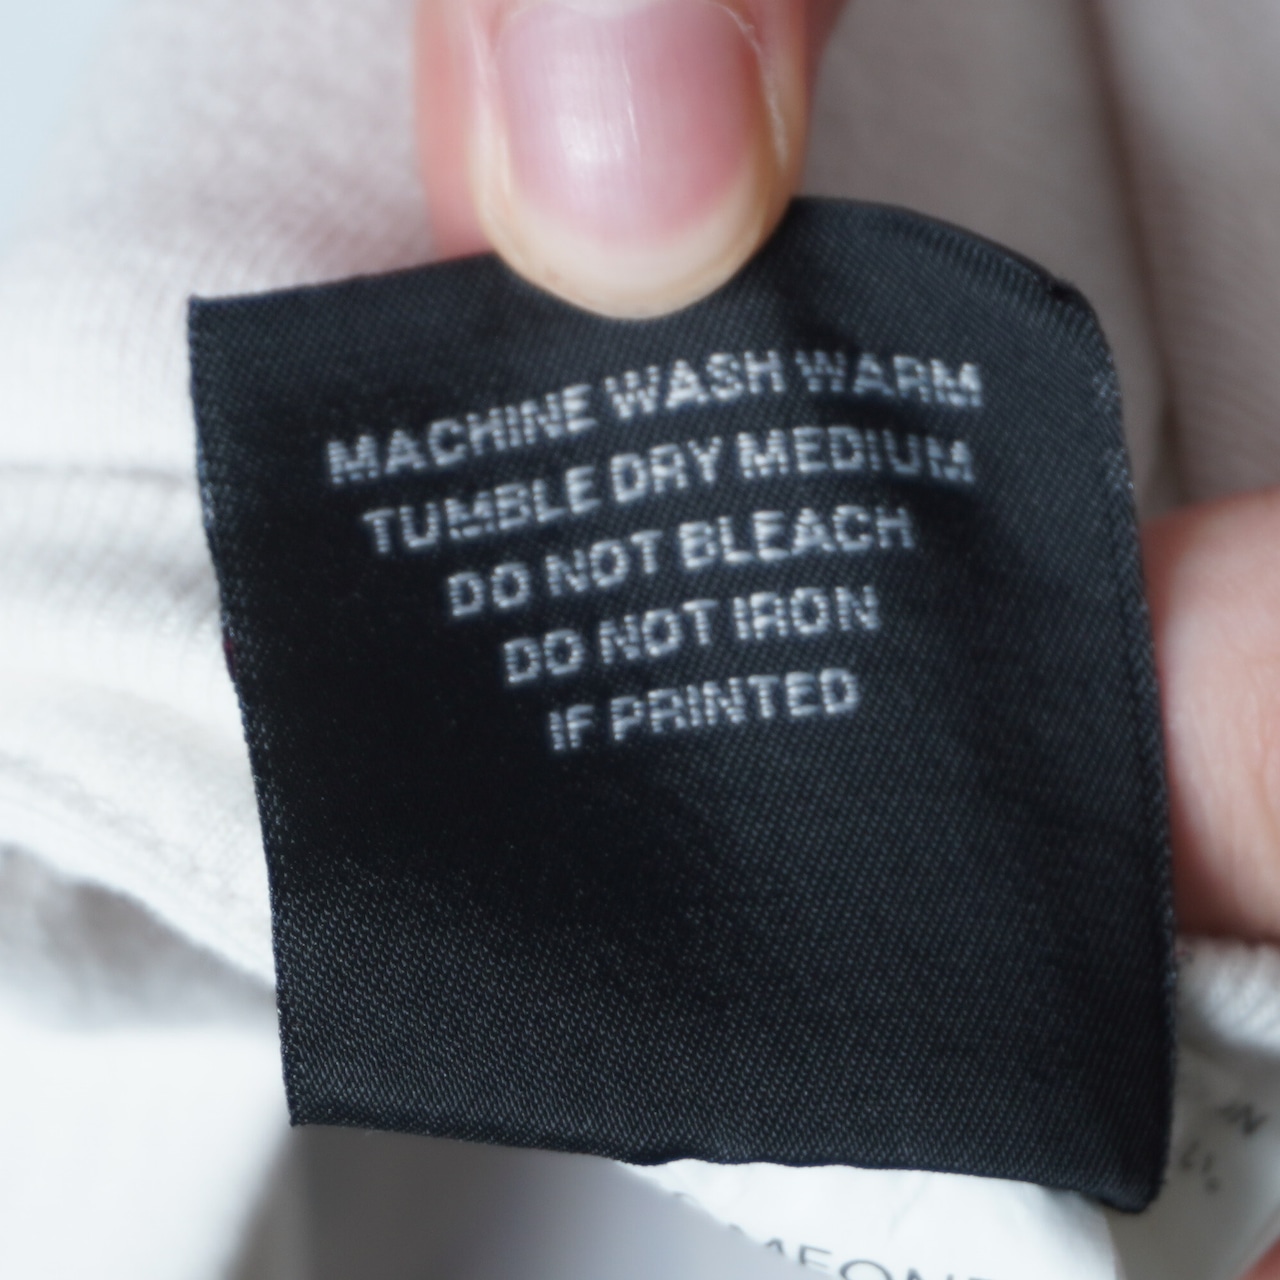 MACHINE WASH WARM
TUMBLE DRY MEDIUM
DO NOT BLEACH
DO NOT IRON
IF PRINTED